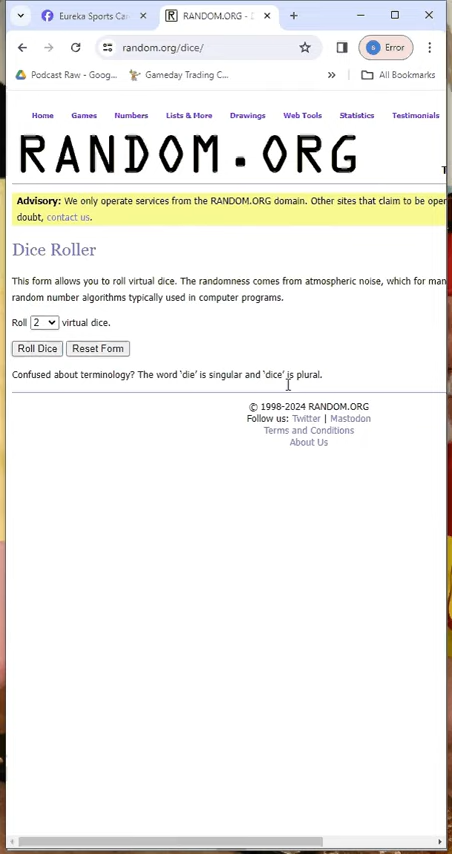 Eureka Sports Car
RANDOM.ORG - D
random.org/dice/
Error
Podcast Raw - Goog...
Gameday Trading C...
»
All Bookmarks
Home Games Numbers Lists & More Drawings Web Tools Statistics Testimonials
RANDOM.ORG
T
Advisory: We only operate services from the RANDOM.ORG domain. Other sites that claim to be oper
doubt, contact us.
Dice Roller
This form allows you to roll virtual dice. The randomness comes from atmospheric noise, which for man
random number algorithms typically used in computer programs.
Roll 2 virtual dice.
Roll Dice Reset Form
Confused about terminology? The word ‘die’ is singular and ‘dice’ is plural.
© 1998-2024 RANDOM.ORG
Follow us: Twitter | Mastodon
Terms and Conditions
About Us